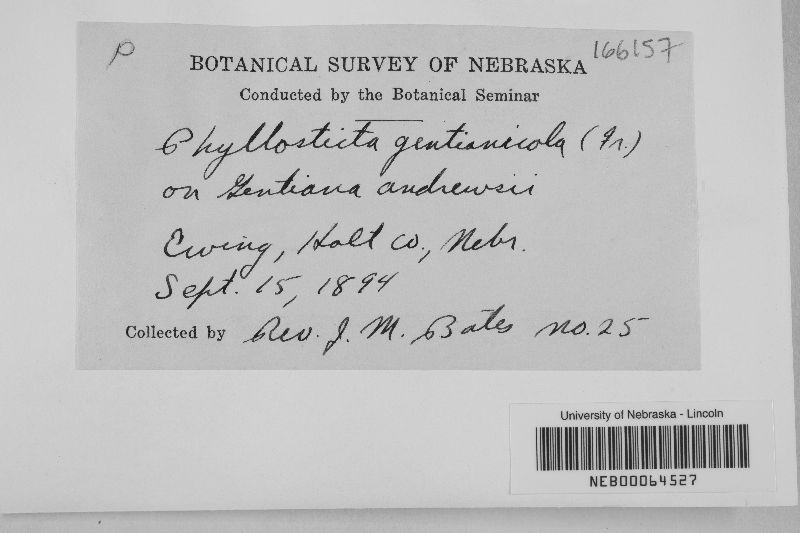 P
166157
BOTANICAL SURVEY OF NEBRASKA
Conducted by the Botanical Seminar
Phyllosticta gentianicola (Fr.)
on Gentiana andrewsii
Ewing, Holt Co., Nebr.
Sept. 15, 1894
Collected by Rev. J. M. Bates no. 25
University of Nebraska - Lincoln
NEB00064527